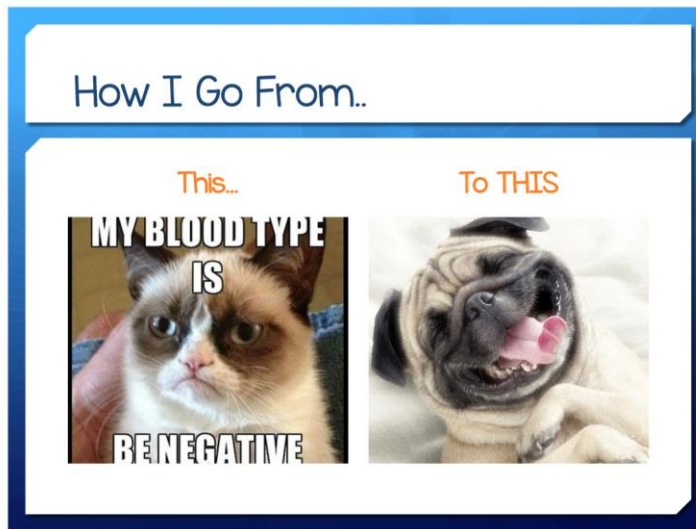 How I Go From..
This...
To THIS
MY BLOOD TYPE
IS
BE NEGATIVE